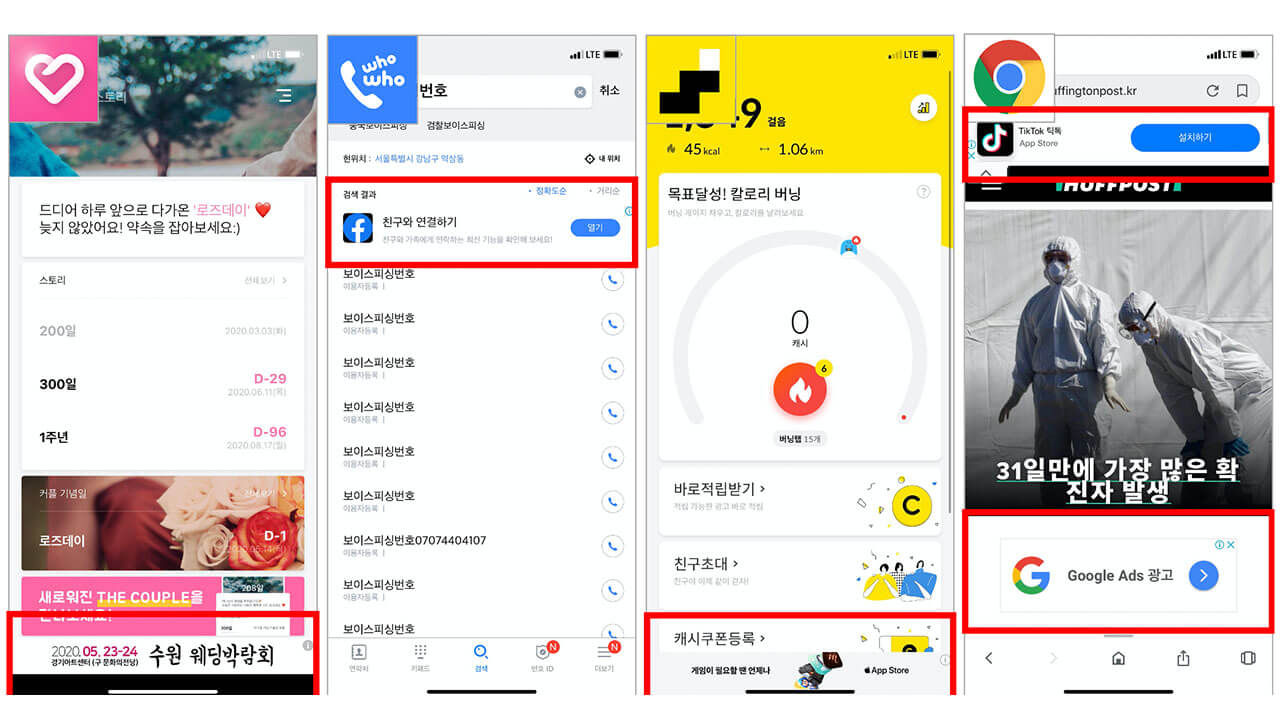 LTE
스토리
드디어 하루 앞으로 다가온 '로즈데이' ❤️
늦지 않았어요! 약속을 잡아보세요:)
스토리
전체보기 >
200일
2020.03.03(화)
300일
D-29
2020.06.11(목)
1주년
D-96
2020.08.17(월)
커플 기념일
전체보기 >
로즈데이
D-1
2020.05.14(목)
새로워진 THE COUPLE을
만나보세요!
208일
2020.05. 23-24
경기아트센터 (구 문화의전당)
수원 웨딩박람회
who
who
LTE
번호
취소
중국보이스피싱
검찰보이스피싱
현위치 : 서울특별시 강남구 역삼동
내 위치
검색 결과
• 정확도순
• 거리순
친구와 연결하기
친구와 가족에게 연락하는 최신 기능을 확인해 보세요!
열기
보이스피싱번호
이용자등록 |
보이스피싱번호
이용자등록 |
보이스피싱번호
이용자등록 |
보이스피싱번호
이용자등록 |
보이스피싱번호
이용자등록 |
보이스피싱번호
이용자등록 |
보이스피싱번호07074404107
이용자등록 |
보이스피싱번호
이용자등록 |
보이스피싱번호
연락처
키패드
검색
번호 ID
N
더보기
N
LTE
걸음
45 kcal
↔ 1.06 km
목표달성! 칼로리 버닝
?
버닝 게이지 채우고, 칼로리를 날려보세요
0
캐시
6
버닝탭 15개
바로적립받기 >
적립 가능한 광고 바로 적립
C
친구초대 >
친구야 이제 같이 걷자!
캐시쿠폰등록 >
게임이 필요할 땐 언제나
App Store
LTE
uffingtonpost.kr
TikTok 틱톡
App Store
설치하기
HUFFPOST
31일만에 가장 많은 확
진자 발생
Google Ads 광고